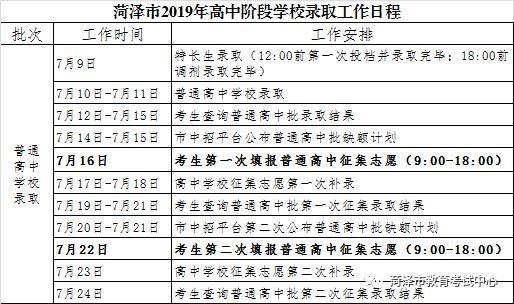 菏泽市2019年高中阶段学校录取工作日程
批次 工作时间 工作安排
普通高中学校录取
7月9日 特长生录取（12:00前第一次投档并录取完毕；18:00前调剂录取完毕）
7月10日-7月11日 普通高中学校录取
7月12日-7月15日 考生查询普通高中批录取结果
7月14日-7月15日 市中招平台公布普通高中批缺额计划
7月16日 考生第一次填报普通高中征集志愿（9:00-18:00）
7月17日-7月18日 高中学校征集志愿第一次补录
7月19日-7月21日 考生查询普通高中批第一次征集录取结果
7月20日-7月21日 市中招平台第二次公布普通高中批缺额计划
7月22日 考生第二次填报普通高中征集志愿（9:00-18:00）
7月23日 高中学校征集志愿第二次补录
7月24日 考生查询普通高中批第二次征集录取结果
菏泽市教育考试中心